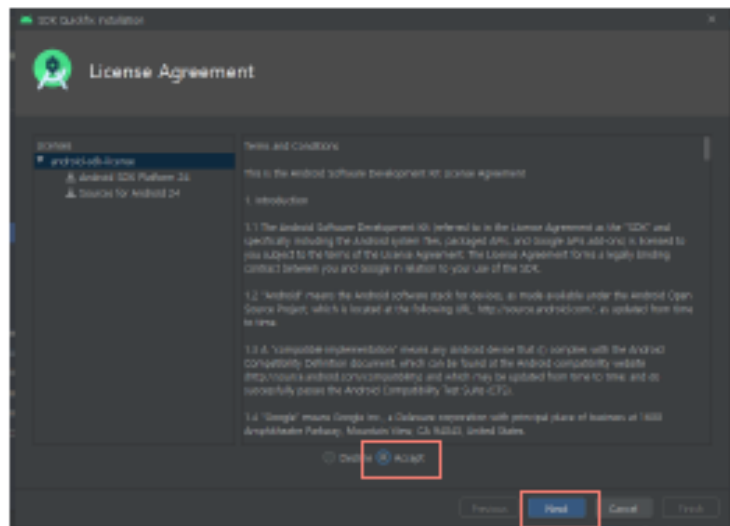 SDK Quickfix Installation
License Agreement
Licenses
android-sdk-license
Android SDK Platform 24
Sources for Android 24
Terms and Conditions
This is the Android Software Development Kit License Agreement
1. Introduction
1.1 The Android Software Development Kit (referred to in the License Agreement as the "SDK" and
specifically including the Android system files, packaged APIs, and Google APIs add-ons) is licensed to
you subject to the terms of the License Agreement. The License Agreement forms a legally binding
contract between you and Google in relation to your use of the SDK.
1.2 "Android" means the Android software stack for devices, as made available under the Android Open
Source Project, which is located at the following URL: http://source.android.com/, as updated from time
to time.
1.3 A "compatible implementation" means any Android device that (i) complies with the Android
Compatibility Definition document, which can be found at the Android compatibility website
(http://source.android.com/compatibility) and which may be updated from time to time; and (ii)
successfully passes the Android Compatibility Test Suite (CTS).
1.4 "Google" means Google Inc., a Delaware corporation with principal place of business at 1600
Amphitheatre Parkway, Mountain View, CA 94043, United States.
Decline Accept
Previous Next Cancel Finish